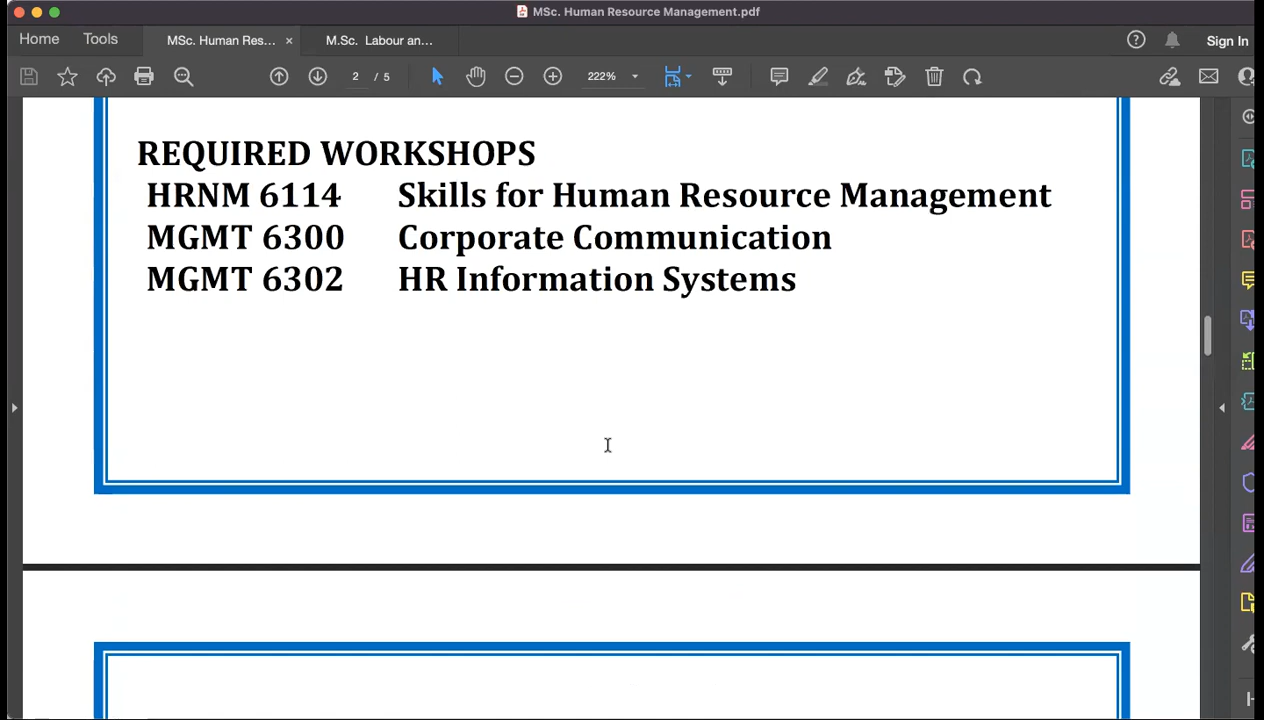 MSc. Human Resource Management.pdf
Home Tools MSc. Human Res... × M.Sc. Labour an... Sign In
2 / 5 222%
REQUIRED WORKSHOPS
HRNM 6114 Skills for Human Resource Management
MGMT 6300 Corporate Communication
MGMT 6302 HR Information Systems